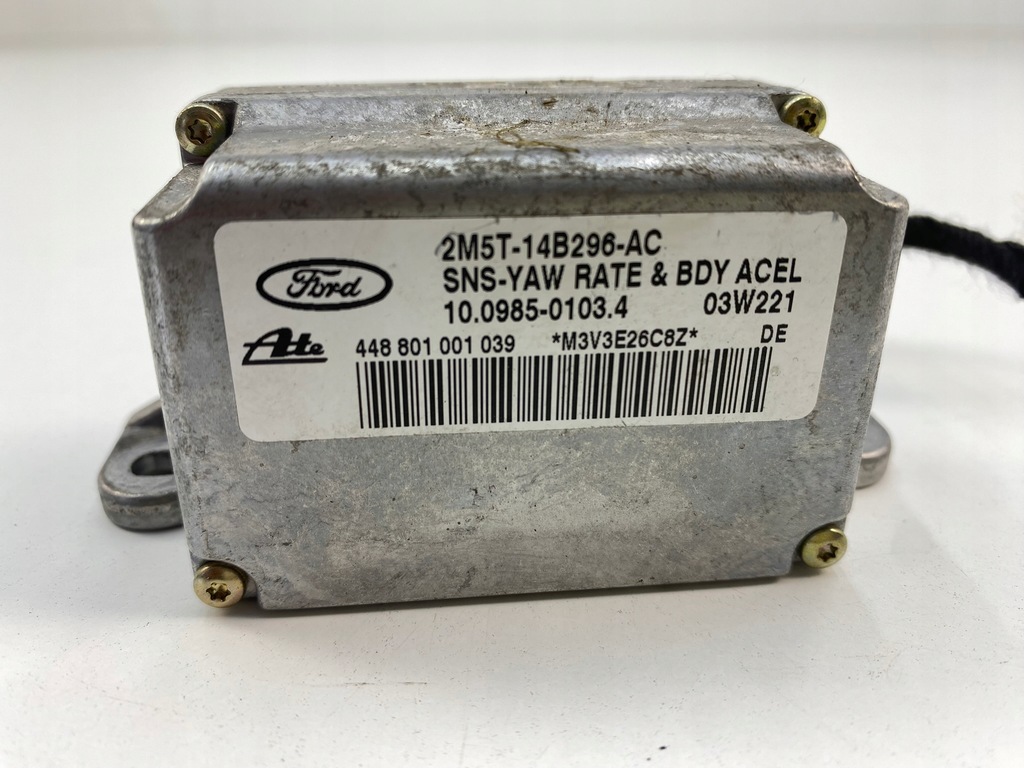 2M5T-14B296-AC
Ford SNS-YAW RATE & BDY ACEL
10.0985-0103.4 03W221
Ate 448 801 001 039 *M3V3E26C8Z* DE